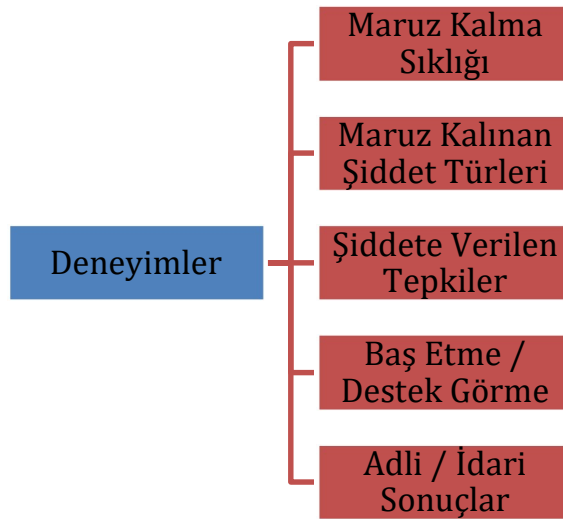 Maruz Kalma
Sıklığı
Maruz Kalınan
Şiddet Türleri
Deneyimler
Şiddete Verilen
Tepkiler
Baş Etme /
Destek Görme
Adli / İdari
Sonuçlar